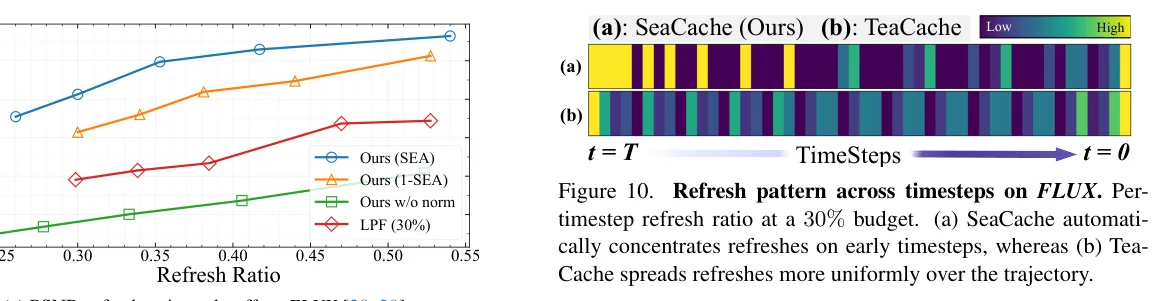 0.30
0.35
0.40
0.45
0.50
0.55
Refresh Ratio
Ours (SEA)
Ours (1-SEA)
Ours w/o norm
LPF (30%)
(a): SeaCache (Ours) (b): TeaCache
Low
High
(a)
(b)
t = T
TimeSteps
t = 0
Figure 10. Refresh pattern across timesteps on FLUX. Per-
timestep refresh ratio at a 30% budget. (a) SeaCache automati-
cally concentrates refreshes on early timesteps, whereas (b) Tea-
Cache spreads refreshes more uniformly over the trajectory.